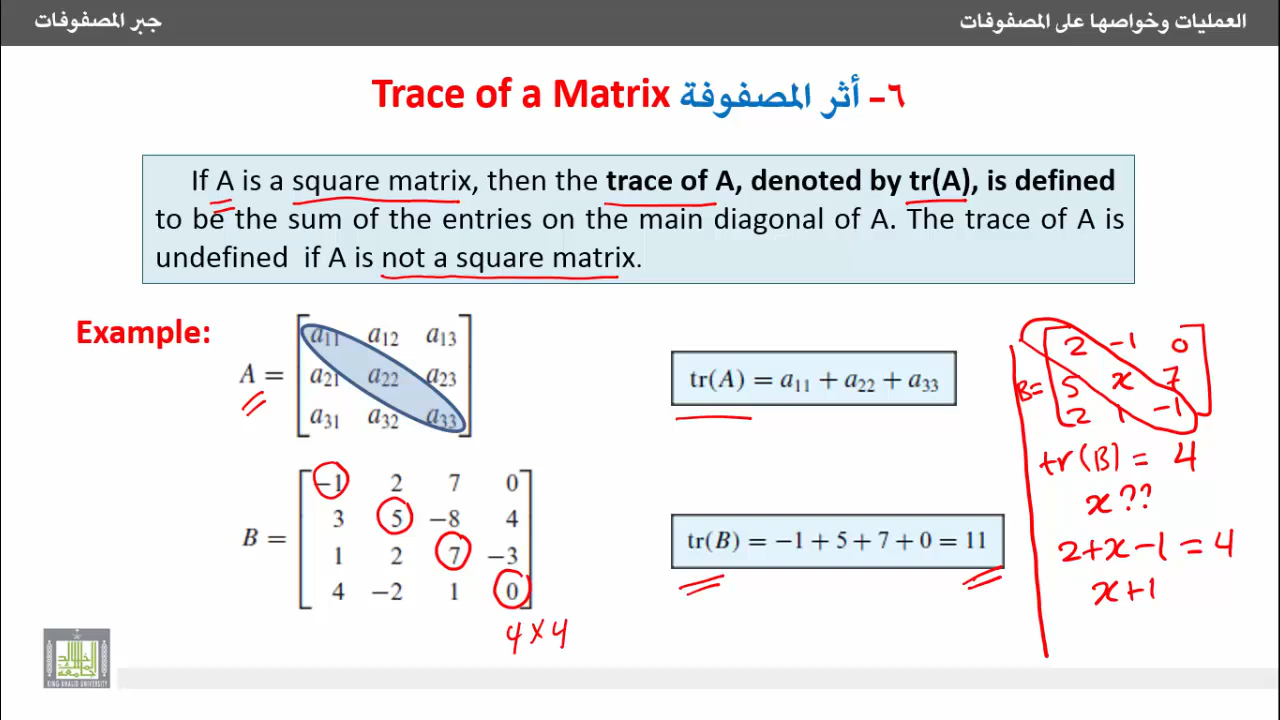 العمليات وخواصها على المصفوفات
جبر المصفوفات
٦- أثر المصفوفة Trace of a Matrix
If A is a square matrix, then the trace of A, denoted by tr(A), is defined
to be the sum of the entries on the main diagonal of A. The trace of A is
undefined if A is not a square matrix.
Example:
A = [a11 a12 a13
a21 a22 a23
a31 a32 a33]
tr(A) = a11 + a22 + a33
B = [−1 2 7 0
3 5 −8 4
1 2 7 −3
4 −2 1 0]
4×4
tr(B) = −1 + 5 + 7 + 0 = 11
B = [2 -1 0
5 x 7
2 1 -1]
tr(B) = 4
x ??
2+x-1 = 4
x+1
KING KHALID UNIVERSITY